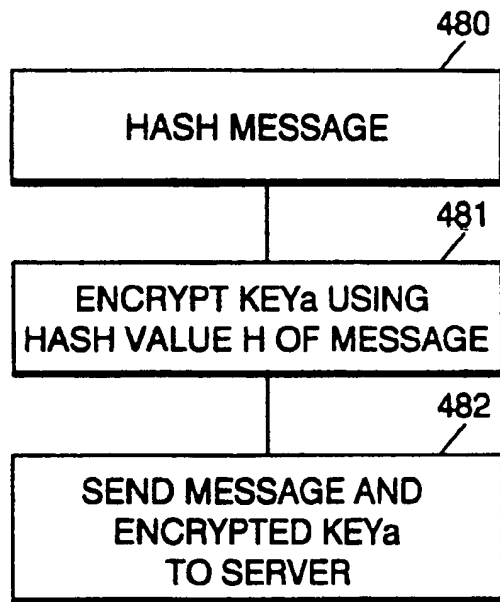 480
HASH MESSAGE
481
ENCRYPT KEYa USING
HASH VALUE H OF MESSAGE
482
SEND MESSAGE AND
ENCRYPTED KEYa
TO SERVER